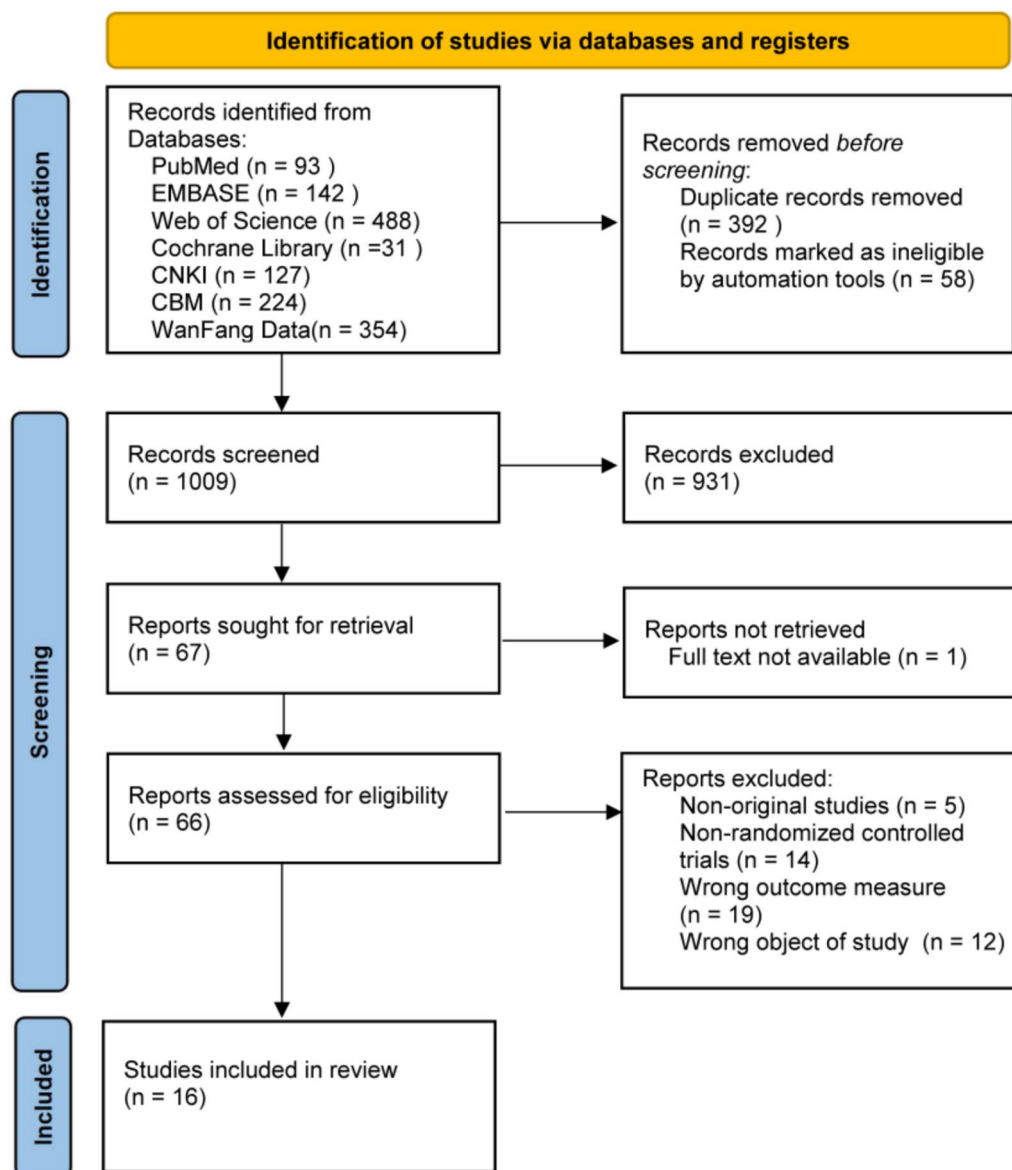 Identification of studies via databases and registers
Identification
Records identified from
Databases:
PubMed (n = 93 )
EMBASE (n = 142 )
Web of Science (n = 488)
Cochrane Library (n =31 )
CNKI (n = 127)
CBM (n = 224)
WanFang Data(n = 354)
Records removed before
screening:
Duplicate records removed
(n = 392 )
Records marked as ineligible
by automation tools (n = 58)
Screening
Records screened
(n = 1009)
Records excluded
(n = 931)
Reports sought for retrieval
(n = 67)
Reports not retrieved
Full text not available (n = 1)
Reports assessed for eligibility
(n = 66)
Reports excluded:
Non-original studies (n = 5)
Non-randomized controlled
trials (n = 14)
Wrong outcome measure
(n = 19)
Wrong object of study (n = 12)
Included
Studies included in review
(n = 16)